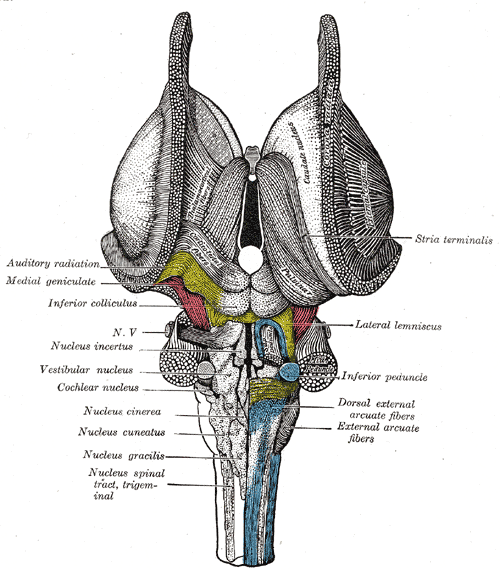 Caudate nucleus
Stria terminalis
Auditory radiation
Medial geniculate
Pulvinar
Inferior colliculus
Lateral lemniscus
N. V
Nucleus incertus
Vestibular nucleus
Inferior peduncle
Cochlear nucleus
Dorsal external
arcuate fibers
Nucleus cinerea
External arcuate
fibers
Nucleus cuneatus
Nucleus gracilis
Nucleus spinal
tract, trigem-
inal